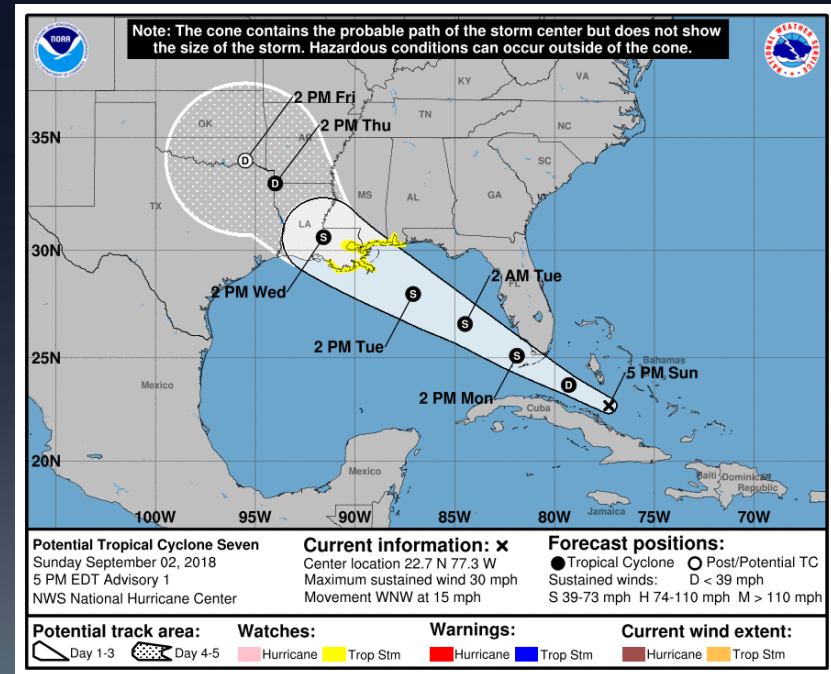 Note: The cone contains the probable path of the storm center but does not show
the size of the storm. Hazardous conditions can occur outside of the cone.
NOAA
NATIONAL WEATHER SERVICE
KY
VA
2 PM Fri
OK
AR
TN
NC
2 PM Thu
35N
SC
TX
MS
AL
GA
LA
30N
2 AM Tue
2 PM Wed
FL
2 PM Tue
25N
Bahamas
5 PM Sun
Mexico
2 PM Mon
Cuba
20N
Mexico
Haiti
Dominican
Republic
Jamaica
100W
95W
90W
85W
80W
75W
70W
D
D
S
S
S
S
D
Potential Tropical Cyclone Seven
Sunday September 02, 2018
5 PM EDT Advisory 1
NWS National Hurricane Center
Current information: x
Center location 22.7 N 77.3 W
Maximum sustained wind 30 mph
Movement WNW at 15 mph
Forecast positions:
Tropical Cyclone Post/Potential TC
Sustained winds: D < 39 mph
S 39-73 mph H 74-110 mph M > 110 mph
Potential track area:
Day 1-3 Day 4-5
Watches:
Hurricane Trop Stm
Warnings:
Hurricane Trop Stm
Current wind extent:
Hurricane Trop Stm